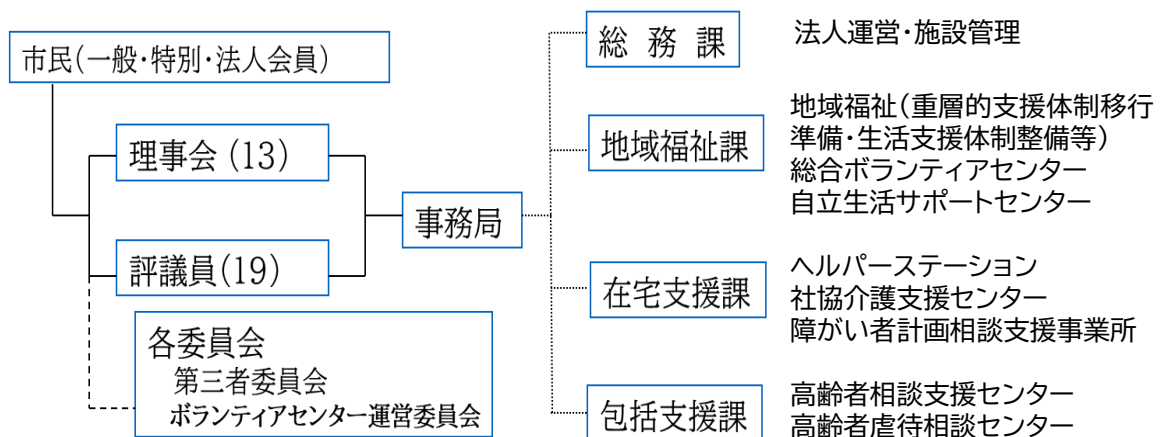 市民(一般・特別・法人会員)
理事会(13)
評議員(19)
各委員会
第三者委員会
ボランティアセンター運営委員会
事務局
総務課
法人運営・施設管理
地域福祉課
地域福祉(重層的支援体制移行
準備・生活支援体制整備等)
総合ボランティアセンター
自立生活サポートセンター
在宅支援課
ヘルパーステーション
社協介護支援センター
障がい者計画相談支援事業所
包括支援課
高齢者相談支援センター
高齢者虐待相談センター